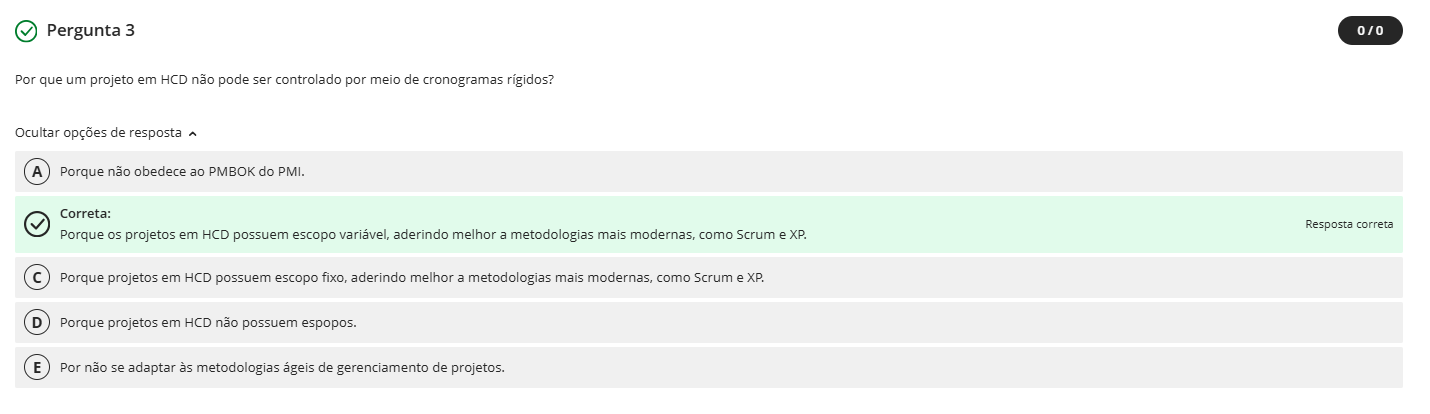 Pergunta 3
0 / 0
Por que um projeto em HCD não pode ser controlado por meio de cronogramas rígidos?
Ocultar opções de resposta
A Porque não obedece ao PMBOK do PMI.
Correta:
Porque os projetos em HCD possuem escopo variável, aderindo melhor a metodologias mais modernas, como Scrum e XP.
Resposta correta
C Porque projetos em HCD possuem escopo fixo, aderindo melhor a metodologias mais modernas, como Scrum e XP.
D Porque projetos em HCD não possuem espopos.
E Por não se adaptar às metodologias ágeis de gerenciamento de projetos.